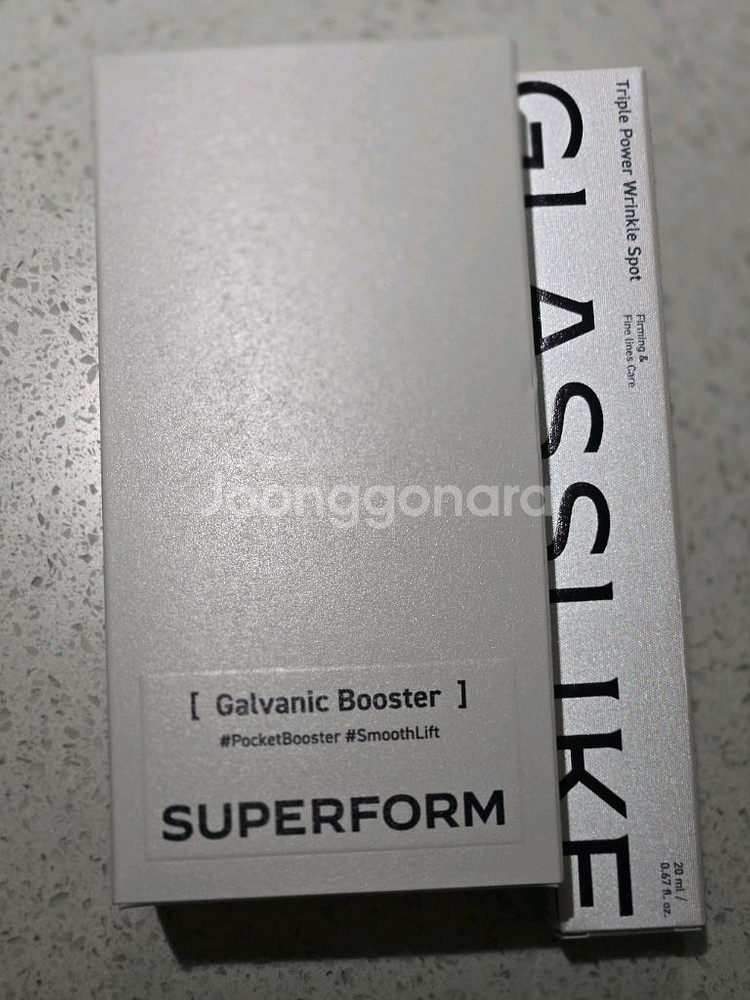 [ Galvanic Booster ]
#PocketBooster #SmoothLift
SUPERFORM
Triple Power Wrinkle Spot
Firming &
Fine lines Care
GLASSLIKE
20 ml /
0.67 fl. oz.
Joonggonara